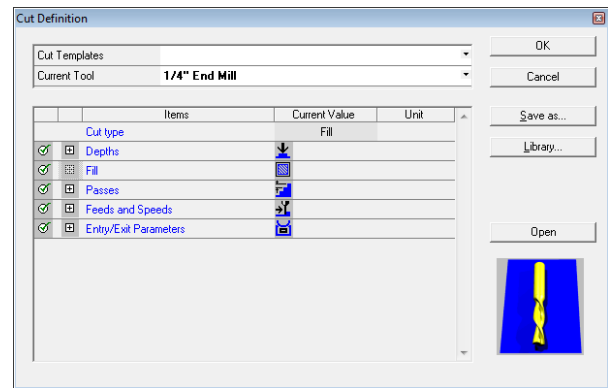 Cut Definition
Cut Templates
Current Tool 1/4" End Mill
OK
Cancel
Save as...
Library...
Items Current Value Unit
Cut type Fill
Depths
Fill
Passes
Feeds and Speeds
Entry/Exit Parameters
Open